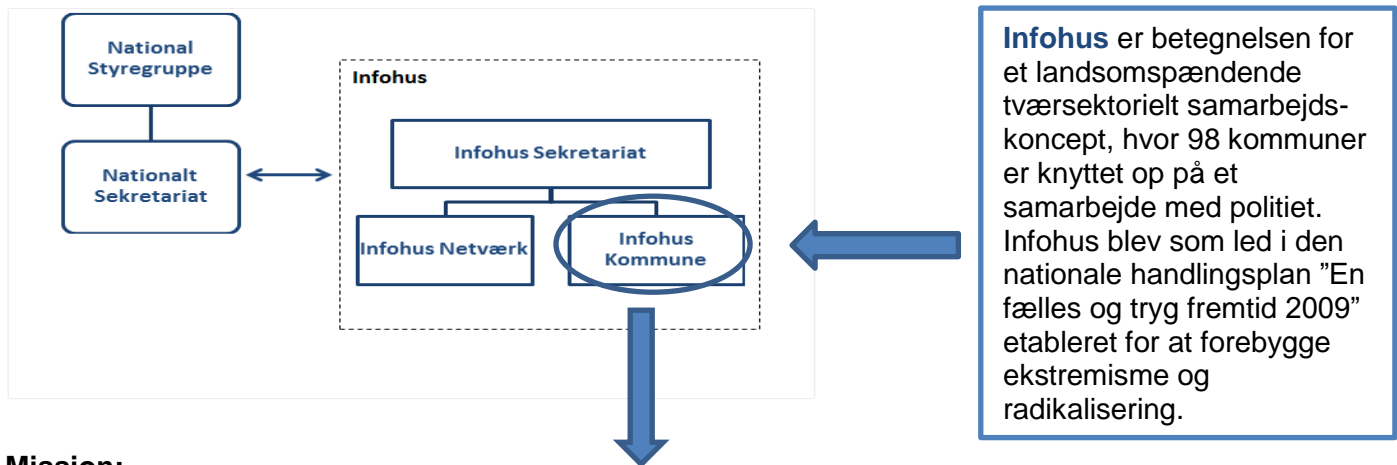 National
Styregruppe
Nationalt
Sekretariat
Infohus
Infohus Sekretariat
Infohus Netværk
Infohus
Kommune
Infohus er betegnelsen for
et landsomspændende
tværsektorielt samarbejds-
koncept, hvor 98 kommuner
er knyttet op på et
samarbejde med politiet.
Infohus blev som led i den
nationale handlingsplan ”En
fælles og tryg fremtid 2009”
etableret for at forebygge
ekstremisme og
radikalisering.
Mission: